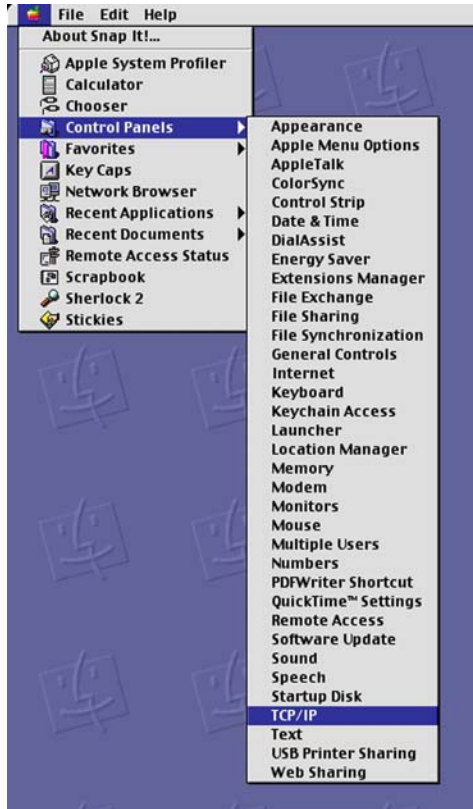 File Edit Help
About Snap It!...
Apple System Profiler
Calculator
Chooser
Control Panels
Favorites
Key Caps
Network Browser
Recent Applications
Recent Documents
Remote Access Status
Scrapbook
Sherlock 2
Stickies
Appearance
Apple Menu Options
AppleTalk
ColorSync
Control Strip
Date & Time
DialAssist
Energy Saver
Extensions Manager
File Exchange
File Sharing
File Synchronization
General Controls
Internet
Keyboard
Keychain Access
Launcher
Location Manager
Memory
Modem
Monitors
Mouse
Multiple Users
Numbers
PDFWriter Shortcut
QuickTime™ Settings
Remote Access
Software Update
Sound
Speech
Startup Disk
TCP/IP
Text
USB Printer Sharing
Web Sharing